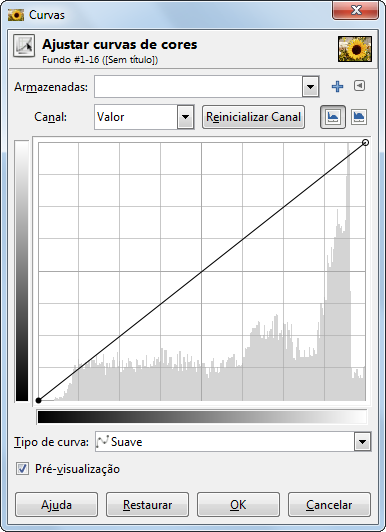 Curvas
Ajustar curvas de cores
Fundo #1-16 ([Sem título])
Armazenadas:
Canal: Valor Reinicializar Canal
Tipo de curva: Suave
Pré-visualização
Ajuda Restaurar OK Cancelar